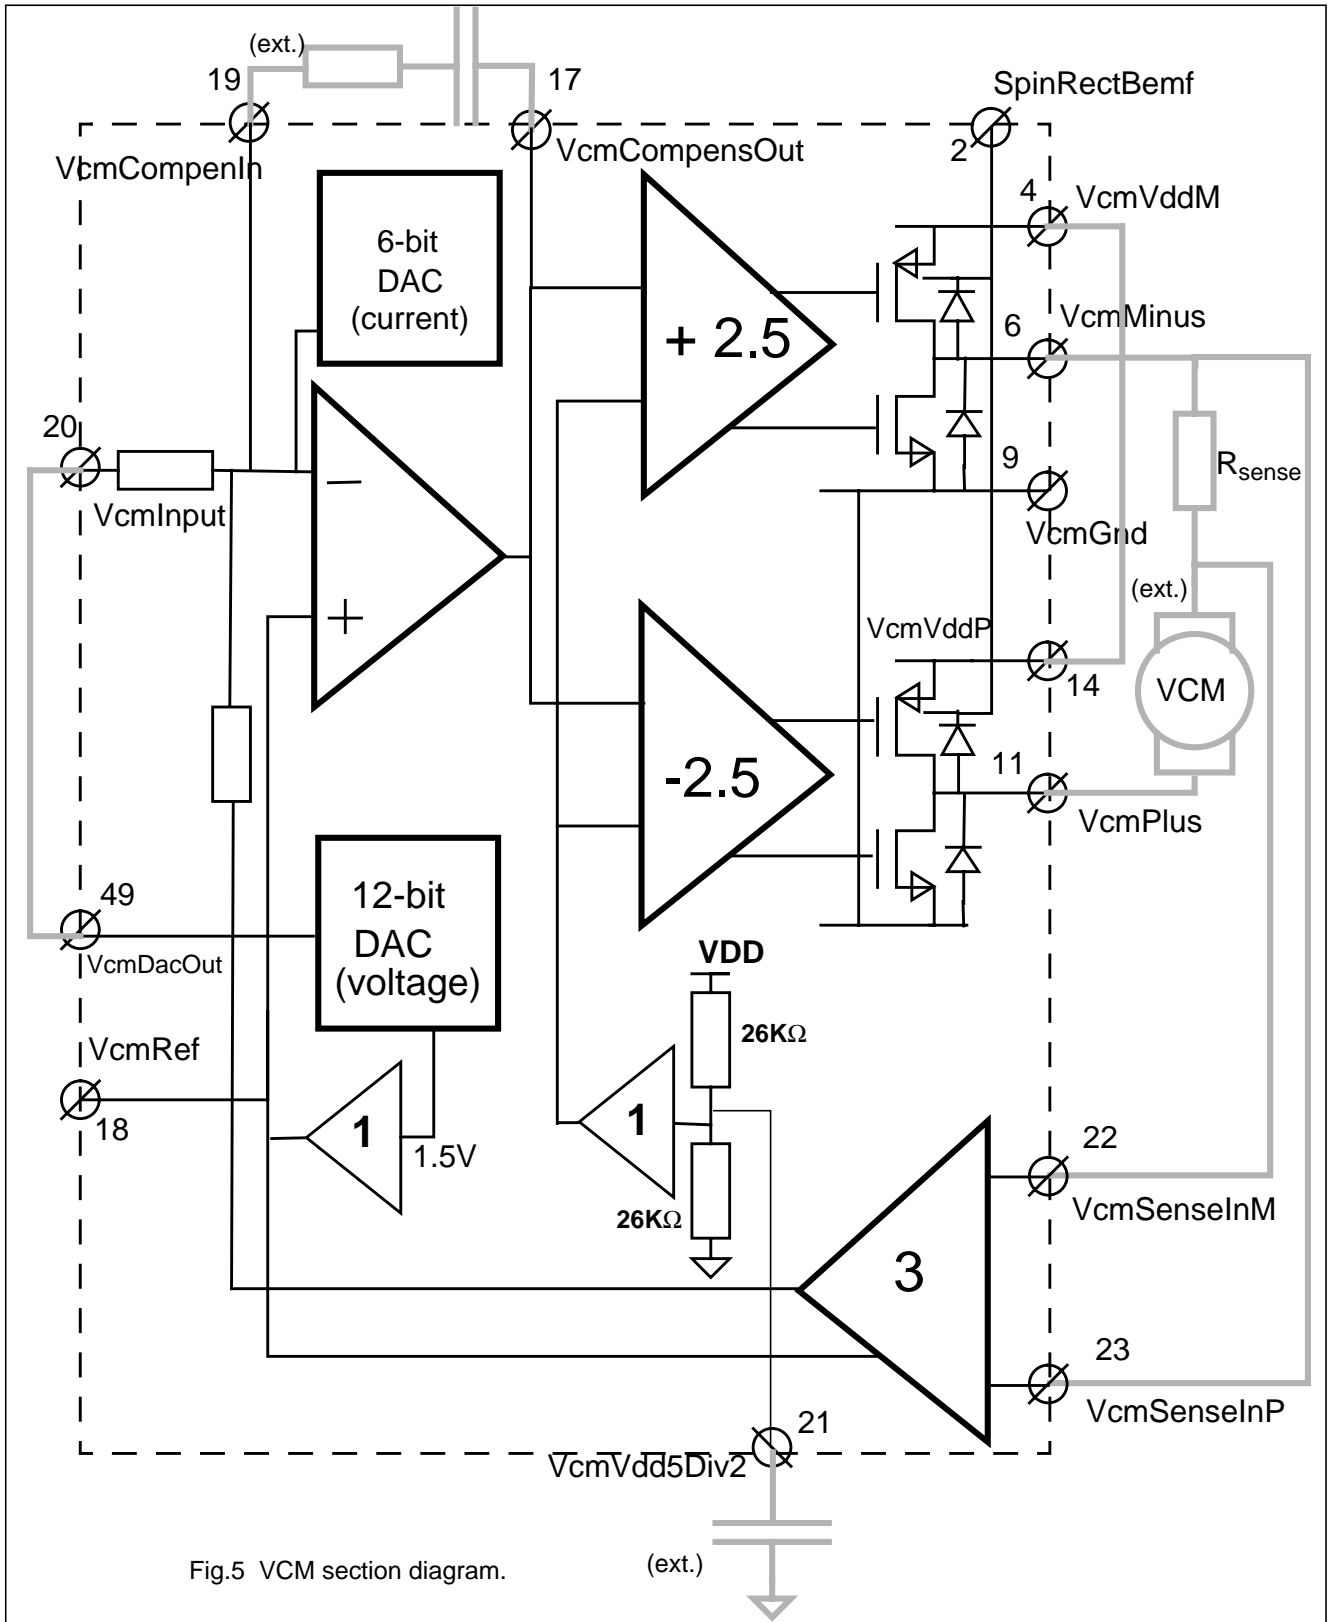 (ext.)
19
17
SpinRectBemf
2
VcmCompenIn
VcmCompensOut
4
VcmVddM
6-bit
DAC
(current)
+ 2.5
6
VcmMinus
20
VcmInput
−
9
Rsense
VcmGnd
+
(ext.)
VcmVddP
14
VCM
-2.5
11
VcmPlus
49
VcmDacOut
12-bit
DAC
(voltage)
VDD
26KΩ
VcmRef
18
1
1.5V
1
26KΩ
22
VcmSenseInM
3
23
VcmSenseInP
21
VcmVdd5Div2
(ext.)
Fig.5 VCM section diagram.